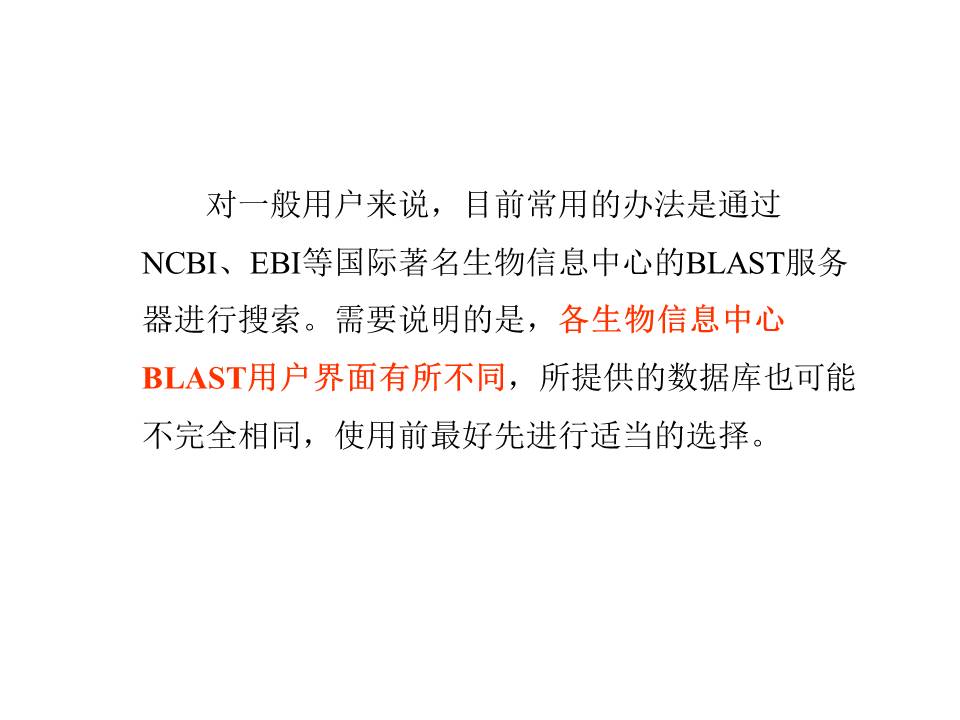 对一般用户来说，目前常用的办法是通过
NCBI、EBI等国际著名生物信息中心的BLAST服务
器进行搜索。需要说明的是，各生物信息中心
BLAST用户界面有所不同，所提供的数据库也可能
不完全相同，使用前最好先进行适当的选择。